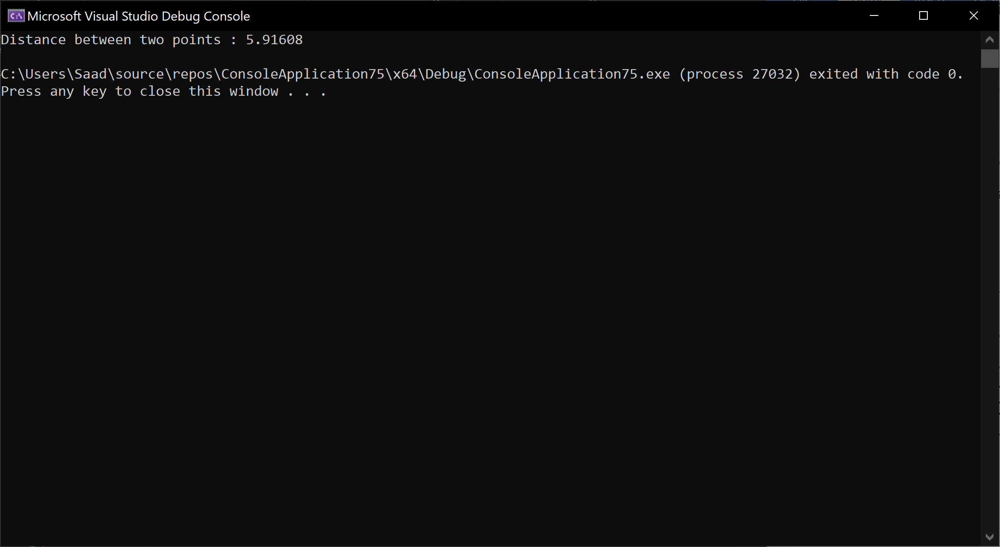 Microsoft Visual Studio Debug Console
Distance between two points : 5.91608
C:\Users\Saad\source\repos\ConsoleApplication75\x64\Debug\ConsoleApplication75.exe (process 27032) exited with code 0.
Press any key to close this window . . .